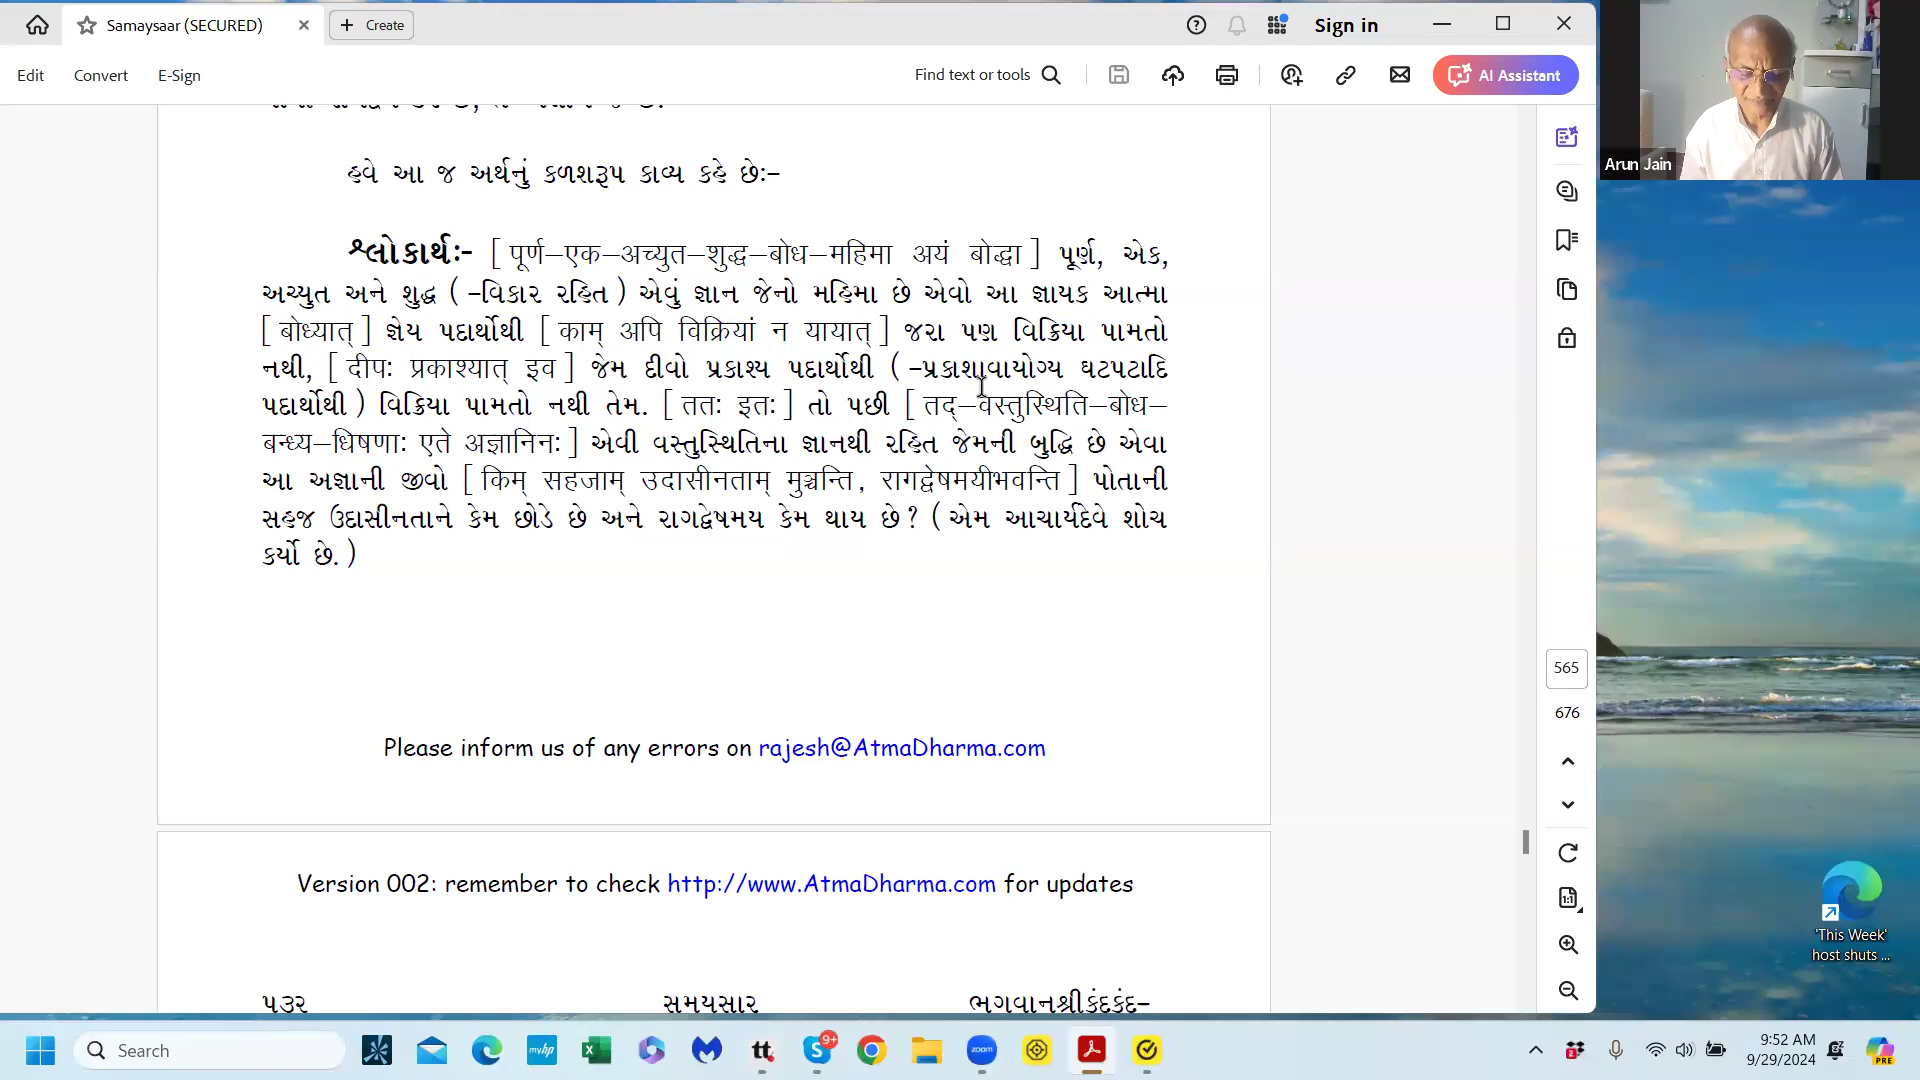 Samaysaar (SECURED)
Create
Sign in
Edit
Convert
E-Sign
Find text or tools
AI Assistant
Arun Jain
હવે આ જ અર્થનું કળશરૂપ કાવ્ય કહે છેઃ-
શ્લોકાર્થઃ- [ पूर्ण–एक–अच्युत–शुद्ध–बोध–महिमा अयं बोद्धा ] પૂર્ણ, એક,
અચ્યુત અને શુદ્ધ ( -વિકાર રહિત ) એવું જ્ઞાન જેનો મહિમા છે એવો આ જ્ઞાયક આત્મા
[ बोध्यात् ] જ્ઞેય પદાર્થોથી [ काम् अपि विक्रियां न यायात् ] જરા પણ વિક્રિયા પામતો
નથી, [ दीपः प्रकाश्यात् इव ] જેમ દીવો પ્રકાશ્ય પદાર્થોથી ( -પ્રકાશાવાયોગ્ય ઘટપટાદિ
પદાર્થોથી ) વિક્રિયા પામતો નથી તેમ. [ ततः इतः ] તો પછી [ तद्–वस्तुस्थिति–बोध–
बन्ध्य–धिषणाः एते अज्ञानिनः ] એવી વસ્તુસ્થિતિના જ્ઞાનથી રહિત જેમની બુદ્ધિ છે એવા
આ અજ્ઞાની જીવો [ किम् सहजाम् उदासीनताम् मुञ्चन्ति, रागद्वेषमयीभवन्ति ] પોતાની
સહજ ઉદાસીનતાને કેમ છોડે છે અને રાગદ્વેષમય કેમ થાય છે? ( એમ આચાર્યદેવે શોચ
કર્યો છે. )
565
676
Please inform us of any errors on rajesh@AtmaDharma.com
Version 002: remember to check http://www.AtmaDharma.com for updates
૫૩૨ સમયસાર ભગવાનશ્રીકુંદકુંદ-
'This Week'
host shuts ...
Search
myhp
tt
9+
zoom
2
9:52 AM
9/29/2024
PRE